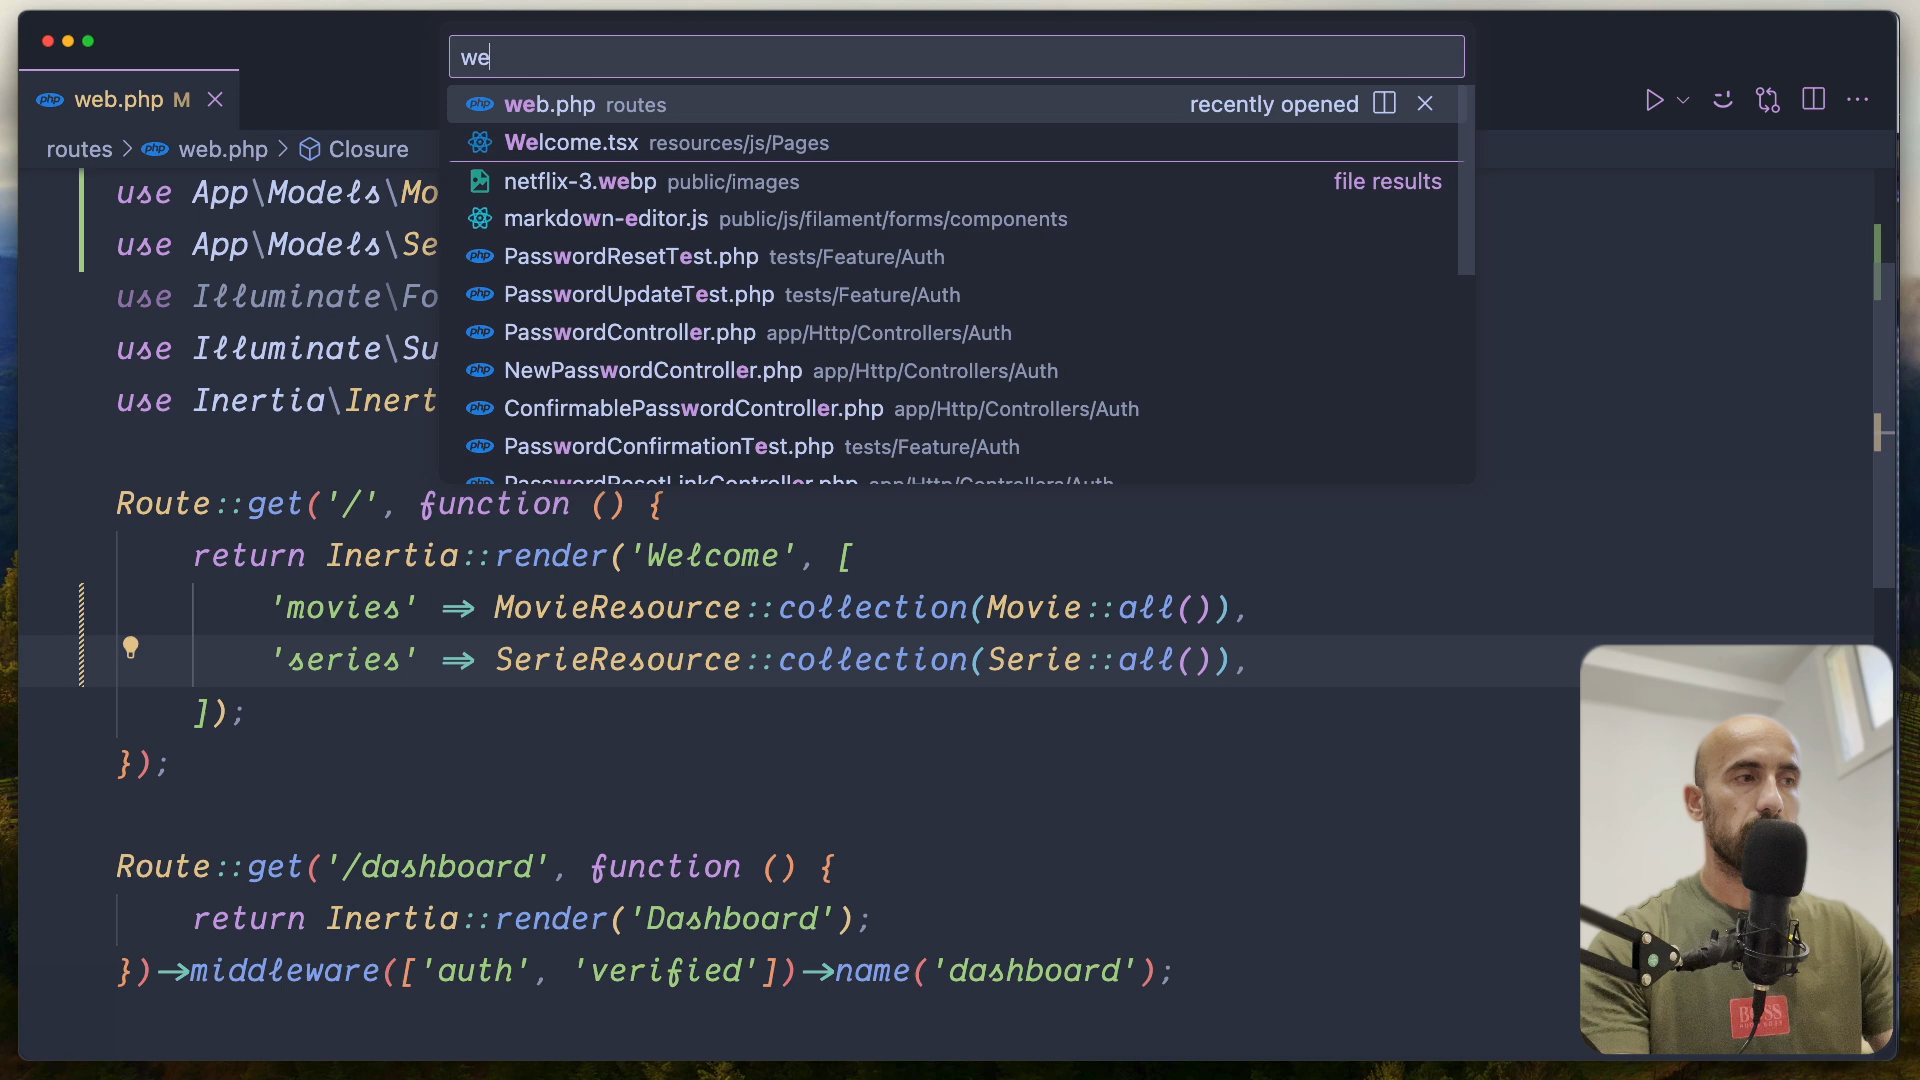 we
web.php M
web.php routes recently opened
Welcome.tsx resources/js/Pages
netflix-3.webp public/images file results
markdown-editor.js public/js/filament/forms/components
PasswordResetTest.php tests/Feature/Auth
PasswordUpdateTest.php tests/Feature/Auth
PasswordController.php app/Http/Controllers/Auth
NewPasswordController.php app/Http/Controllers/Auth
ConfirmablePasswordController.php app/Http/Controllers/Auth
PasswordConfirmationTest.php tests/Feature/Auth
PasswordResetLinkController.php app/Http/Controllers/Auth
routes > web.php > Closure
use App\Models\Mo
use App\Models\Se
use Illuminate\Fo
use Illuminate\Su
use Inertia\Inert
Route::get('/', function () {
return Inertia::render('Welcome', [
'movies' => MovieResource::collection(Movie::all()),
'series' => SerieResource::collection(Serie::all()),
]);
});
Route::get('/dashboard', function () {
return Inertia::render('Dashboard');
})->middleware(['auth', 'verified'])->name('dashboard');
BOSS